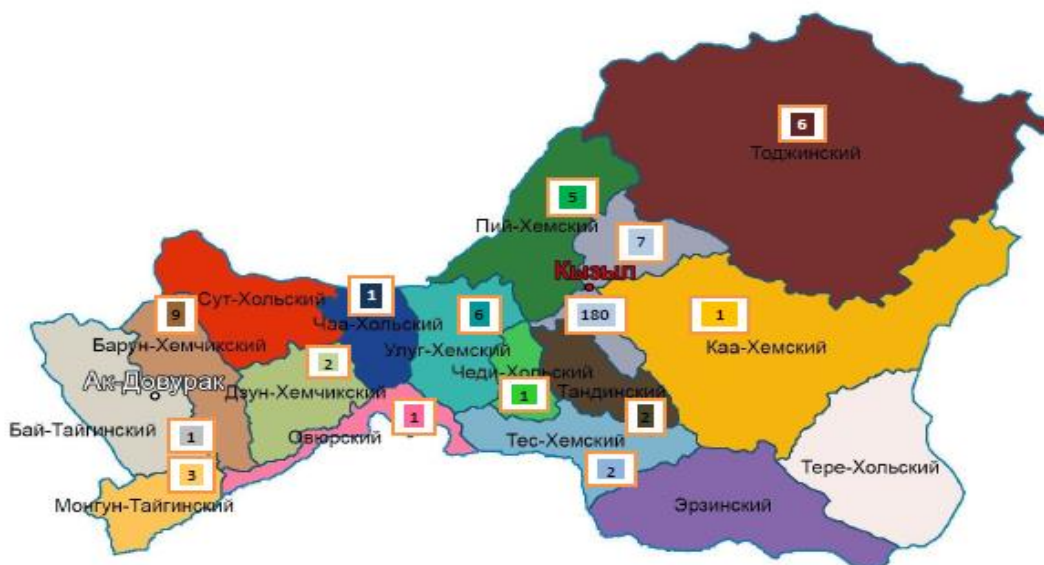 6
Тоджинский
5
Пий-Хемский
7
Кызыл
180
1
Каа-Хемский
1
Сут-Хольский
Чаа-Хольский
6
Улуг-Хемский
9
Барун-Хемчикский
2
Дзун-Хемчикский
Чеди-Хольский
1
Тандинский
2
Ак-Довурак
Бай-Тайгинский
1
Овюрский
1
Тес-Хемский
2
3
Монгун-Тайгинский
Тере-Хольский
Эрзинский